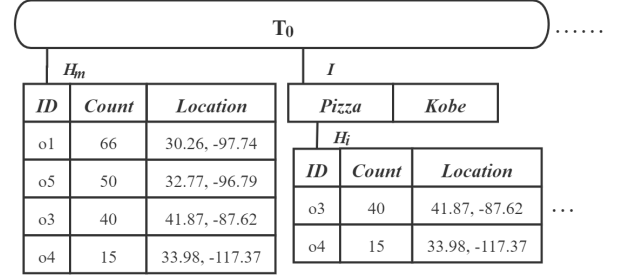 T0 ......
Hm I
ID Count Location
o1 66 30.26, -97.74
o5 50 32.77, -96.79
o3 40 41.87, -87.62
o4 15 33.98, -117.37
Pizza Kobe
Hi
ID Count Location
o3 40 41.87, -87.62
o4 15 33.98, -117.37
...